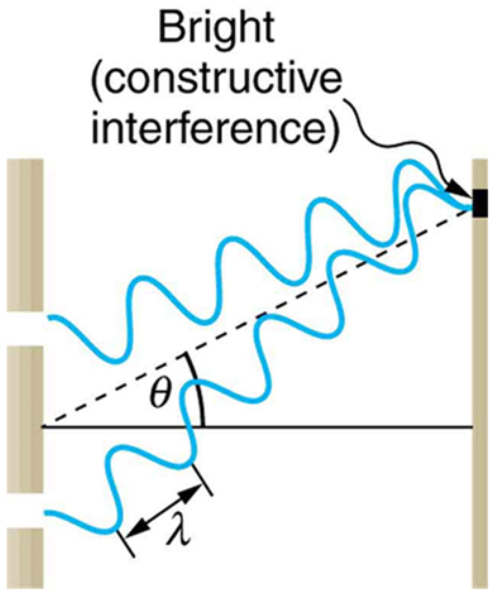 Bright
(constructive
interference)
θ
λ